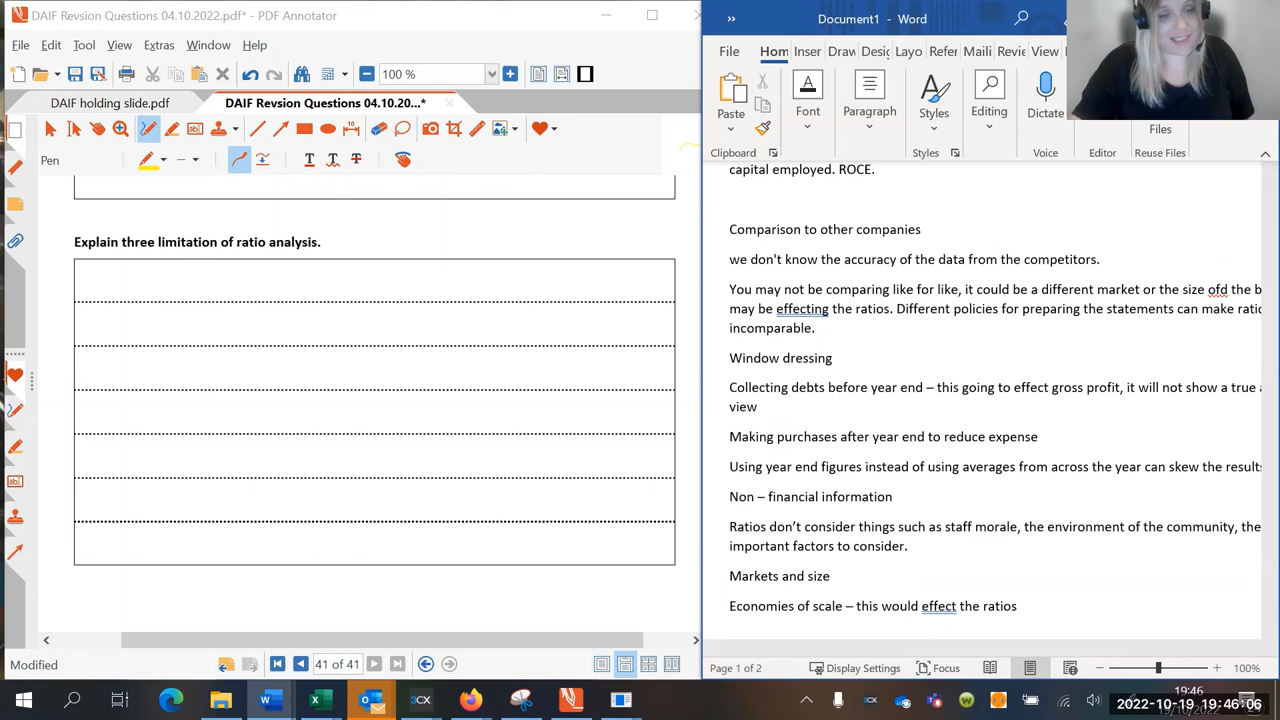 DAIF Revsion Questions 04.10.2022.pdf* - PDF Annotator
File Edit Tool View Extras Window Help
100 %
DAIF holding slide.pdf
DAIF Revsion Questions 04.10.20...*
Pen
Explain three limitation of ratio analysis.
41 of 41
Modified
Document1 - Word
File Hom Inser Draw Desig Layo Refer Maili Revie View
Paste
Font
Paragraph
Styles
Editing
Dictate
Files
Clipboard
Styles
Voice
Editor
Reuse Files
capital employed. ROCE.
Comparison to other companies
we don't know the accuracy of the data from the competitors.
You may not be comparing like for like, it could be a different market or the size ofd the b
may be effecting the ratios. Different policies for preparing the statements can make ratio
incomparable.
Window dressing
Collecting debts before year end – this going to effect gross profit, it will not show a true a
view
Making purchases after year end to reduce expense
Using year end figures instead of using averages from across the year can skew the results
Non – financial information
Ratios don't consider things such as staff morale, the environment of the community, the
important factors to consider.
Markets and size
Economies of scale – this would effect the ratios
Page 1 of 2
Display Settings
Focus
100%
19:46
2022-10-19 19:46:06